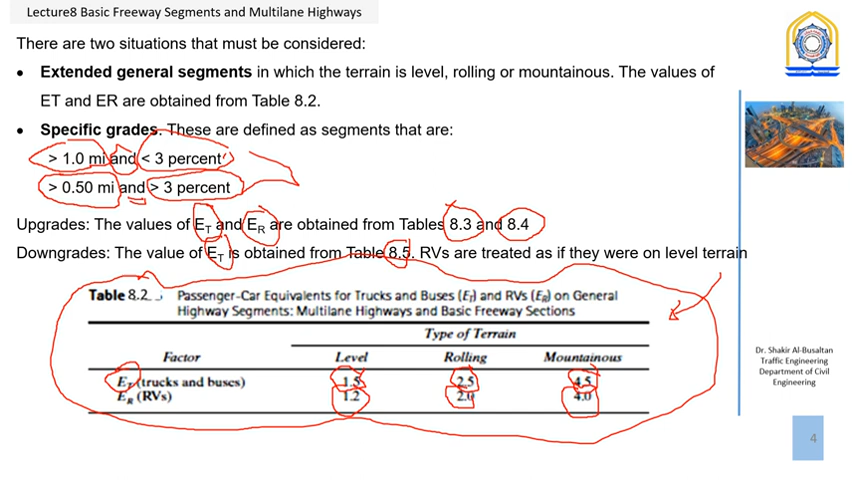 Lecture8 Basic Freeway Segments and Multilane Highways
There are two situations that must be considered:
• Extended general segments in which the terrain is level, rolling or mountainous. The values of
ET and ER are obtained from Table 8.2.
• Specific grades. These are defined as segments that are:
> 1.0 mi and < 3 percent
> 0.50 mi and > 3 percent
Upgrades: The values of ET and ER are obtained from Tables 8.3 and 8.4
Downgrades: The value of ET is obtained from Table 8.5. RVs are treated as if they were on level terrain
Table 8.2 Passenger-Car Equivalents for Trucks and Buses (ET) and RVs (ER) on General
Highway Segments: Multilane Highways and Basic Freeway Sections
Type of Terrain
Factor Level Rolling Mountainous
ET (trucks and buses) 1.5 2.5 4.5
ER (RVs) 1.2 2.0 4.0
Dr. Shakir Al-Busaltan
Traffic Engineering
Department of Civil
Engineering
4